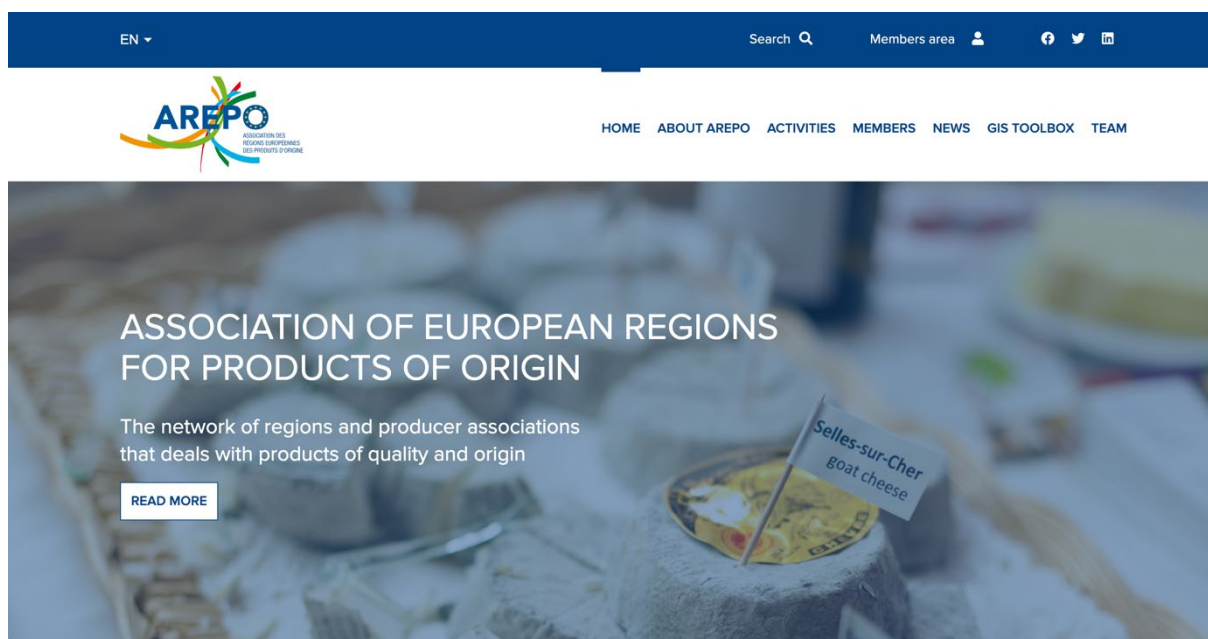 EN
Search
Members area
AREPO
ASSOCIATION DES
RÉGIONS EUROPÉENNES
DES PRODUITS D'ORIGINE
HOME ABOUT AREPO ACTIVITIES MEMBERS NEWS GIS TOOLBOX TEAM
ASSOCIATION OF EUROPEAN REGIONS
FOR PRODUCTS OF ORIGIN
The network of regions and producer associations
that deals with products of quality and origin
READ MORE
Selles-sur-Cher
goat cheese